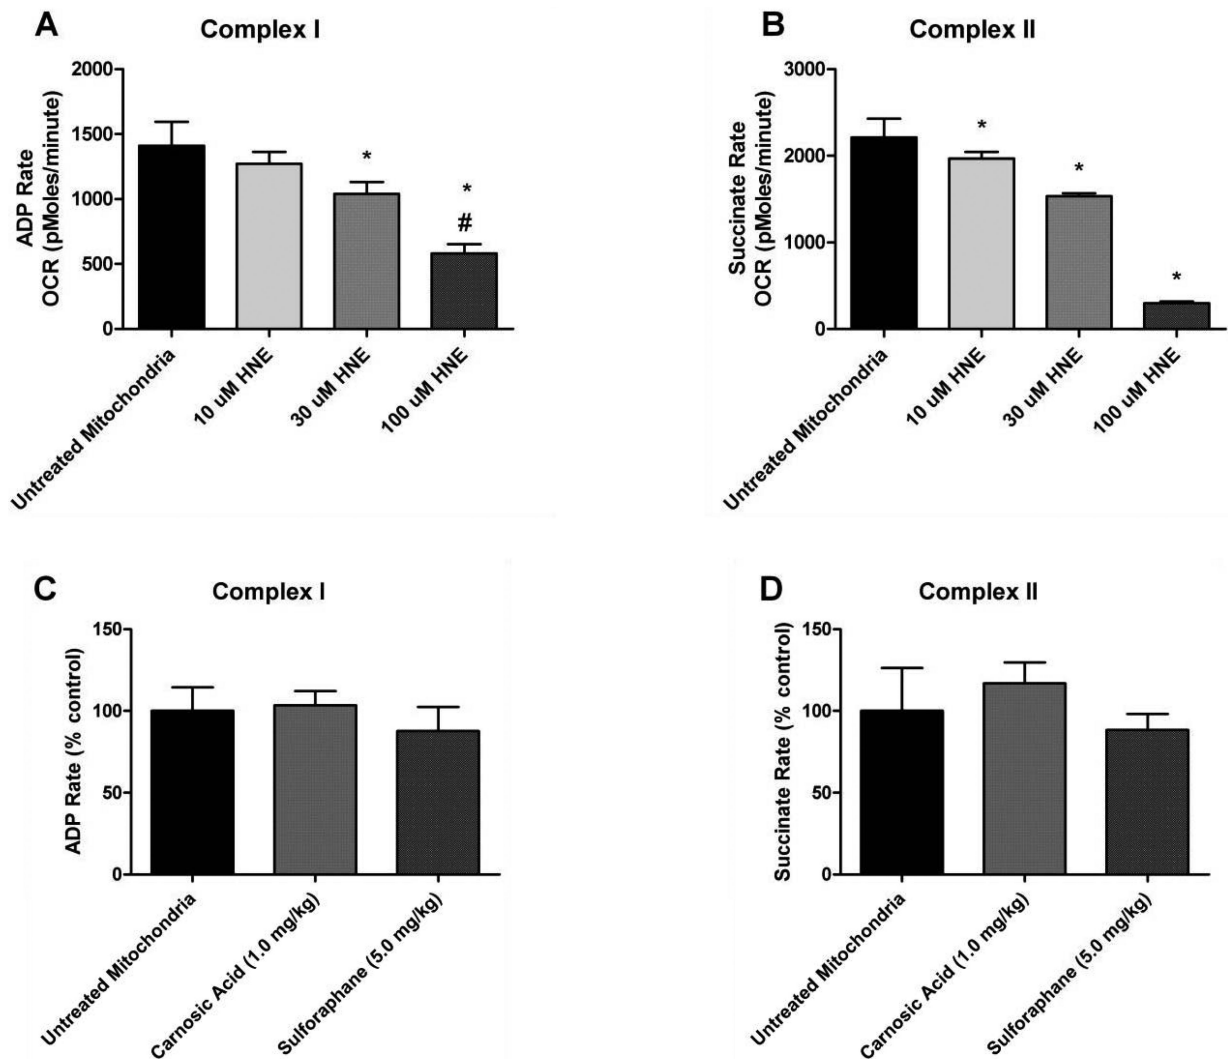 A
Complex I
ADP Rate
OCR (pMoles/minute)
2000
1500
1000
500
0
*
*
#
Untreated Mitochondria
10 uM HNE
30 uM HNE
100 uM HNE
B
Complex II
Succinate Rate
OCR (pMoles/minute)
3000
2000
1000
0
*
*
*
Untreated Mitochondria
10 uM HNE
30 uM HNE
100 uM HNE
C
Complex I
ADP Rate (% control)
150
100
50
0
Untreated Mitochondria
Carnosic Acid (1.0 mg/kg)
Sulforaphane (5.0 mg/kg)
D
Complex II
Succinate Rate (% control)
150
100
50
0
Untreated Mitochondria
Carnosic Acid (1.0 mg/kg)
Sulforaphane (5.0 mg/kg)